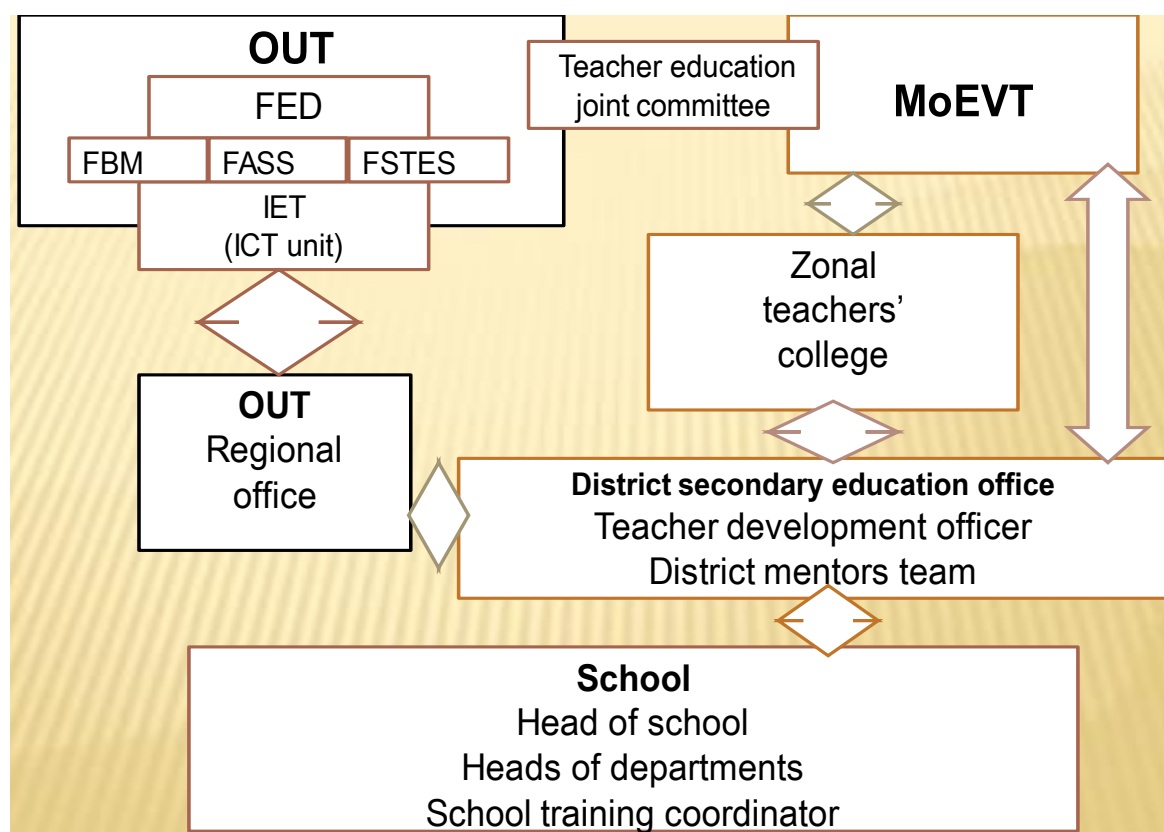 OUT
FED
FBM
FASS
FSTES
IET
(ICT unit)
Teacher education
joint committee
MoEVT
Zonal
teachers’
college
OUT
Regional
office
District secondary education office
Teacher development officer
District mentors team
School
Head of school
Heads of departments
School training coordinator